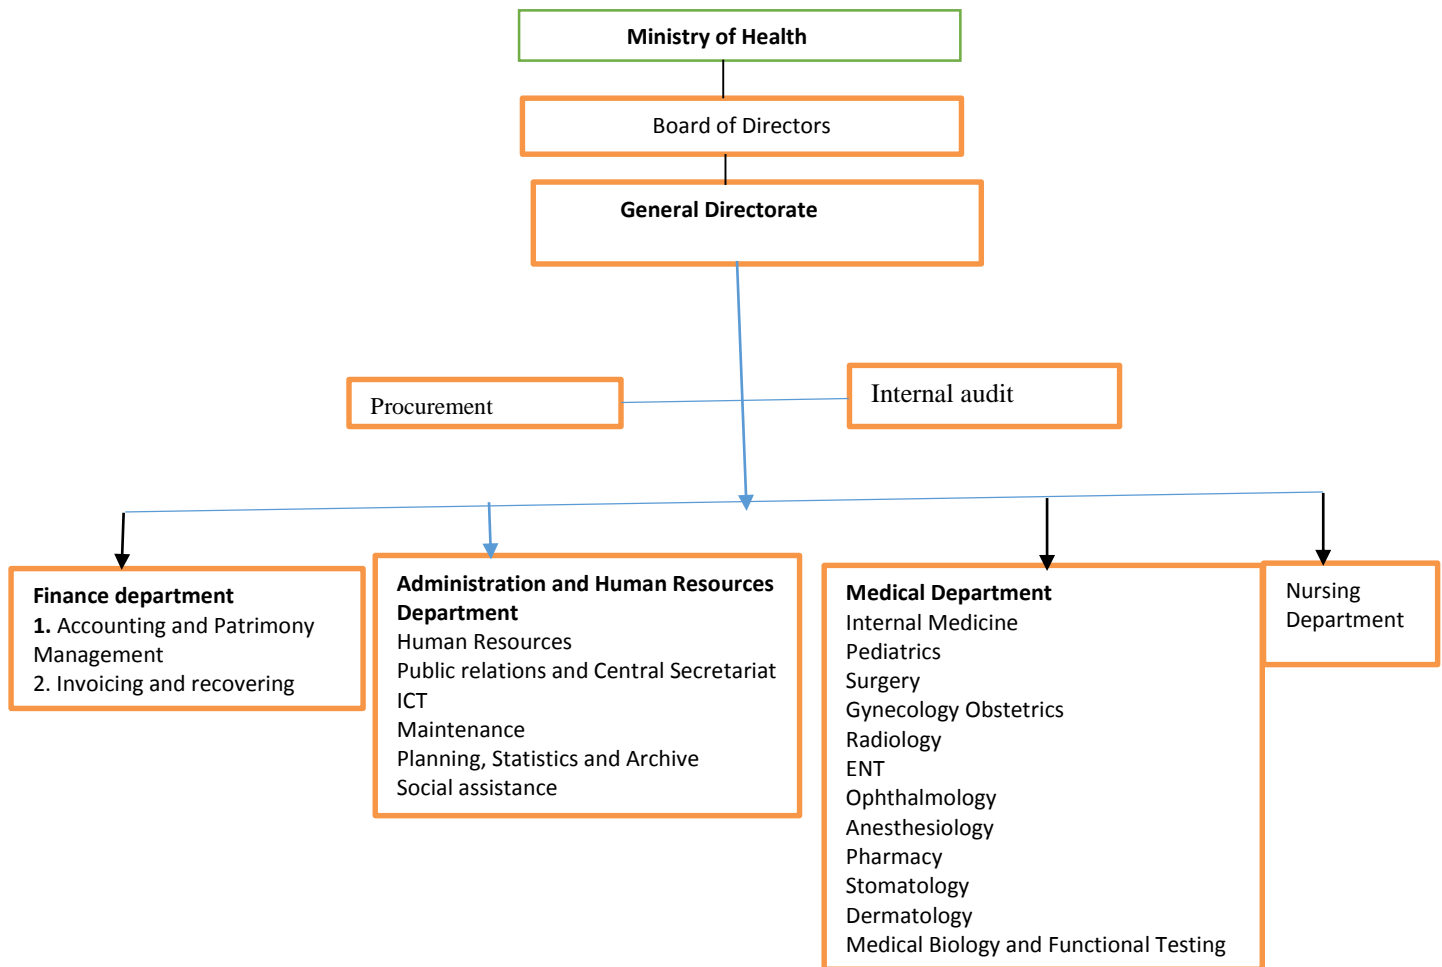 Ministry of Health
Board of Directors
General Directorate
Procurement
Internal audit
Finance department
1. Accounting and Patrimony
Management
2. Invoicing and recovering
Administration and Human Resources
Department
Human Resources
Public relations and Central Secretariat
ICT
Maintenance
Planning, Statistics and Archive
Social assistance
Medical Department
Internal Medicine
Pediatrics
Surgery
Gynecology Obstetrics
Radiology
ENT
Ophthalmology
Anesthesiology
Pharmacy
Stomatology
Dermatology
Medical Biology and Functional Testing
Nursing
Department